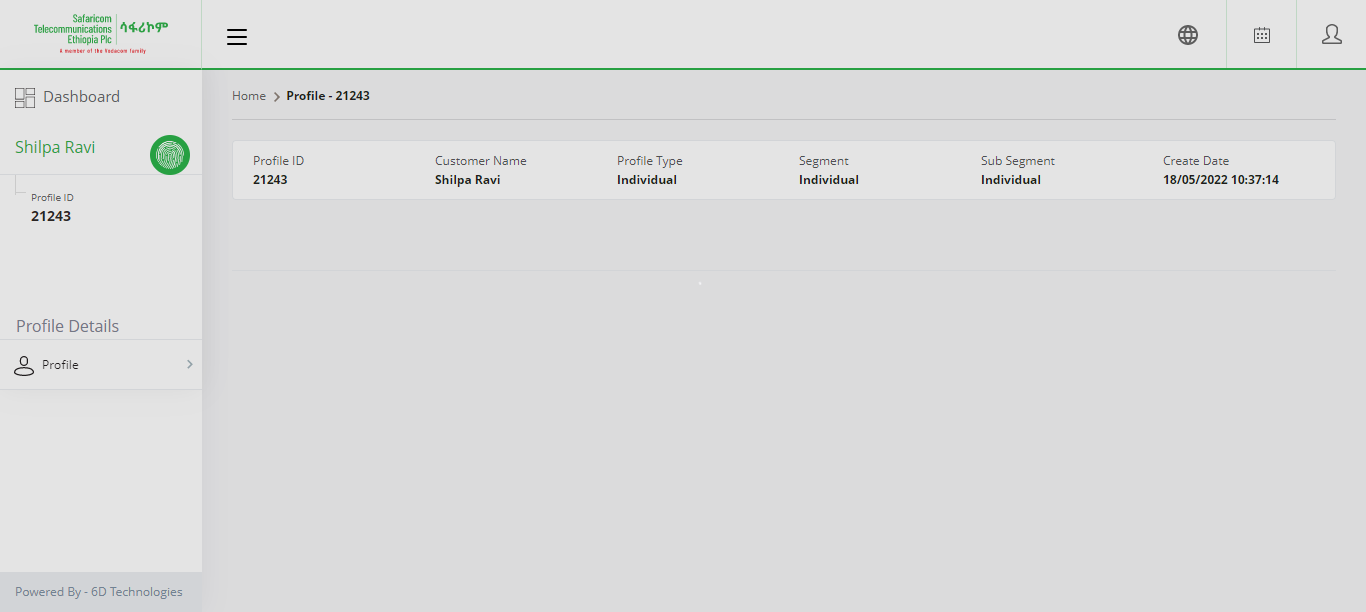 Safaricom
Telecommunications
Ethiopia Plc
ሳፋሪኮም
A member of the Vodacom family
Dashboard
Shilpa Ravi
Profile ID
21243
Profile Details
Profile
Powered By - 6D Technologies
Home > Profile - 21243
Profile ID Customer Name Profile Type Segment Sub Segment Create Date
21243 Shilpa Ravi Individual Individual Individual 18/05/2022 10:37:14